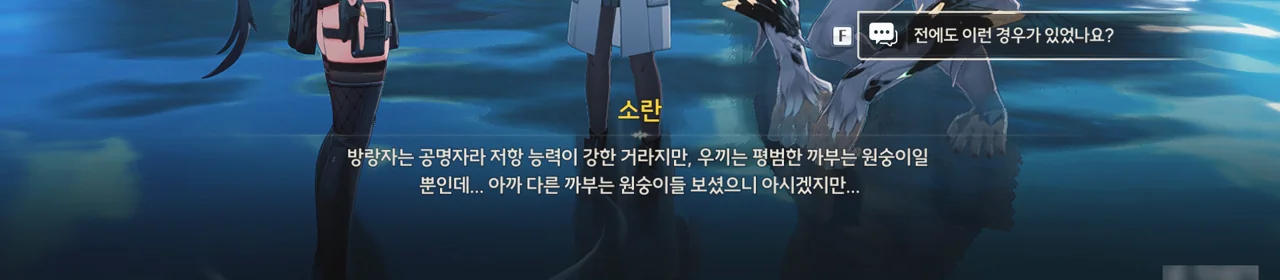 F 전에도 이런 경우가 있었나요?
소란
방랑자는 공명자라 저항 능력이 강한 거라지만, 우끼는 평범한 까부는 원숭이일
뿐인데... 아까 다른 까부는 원숭이들 보셨으니 아시겠지만...